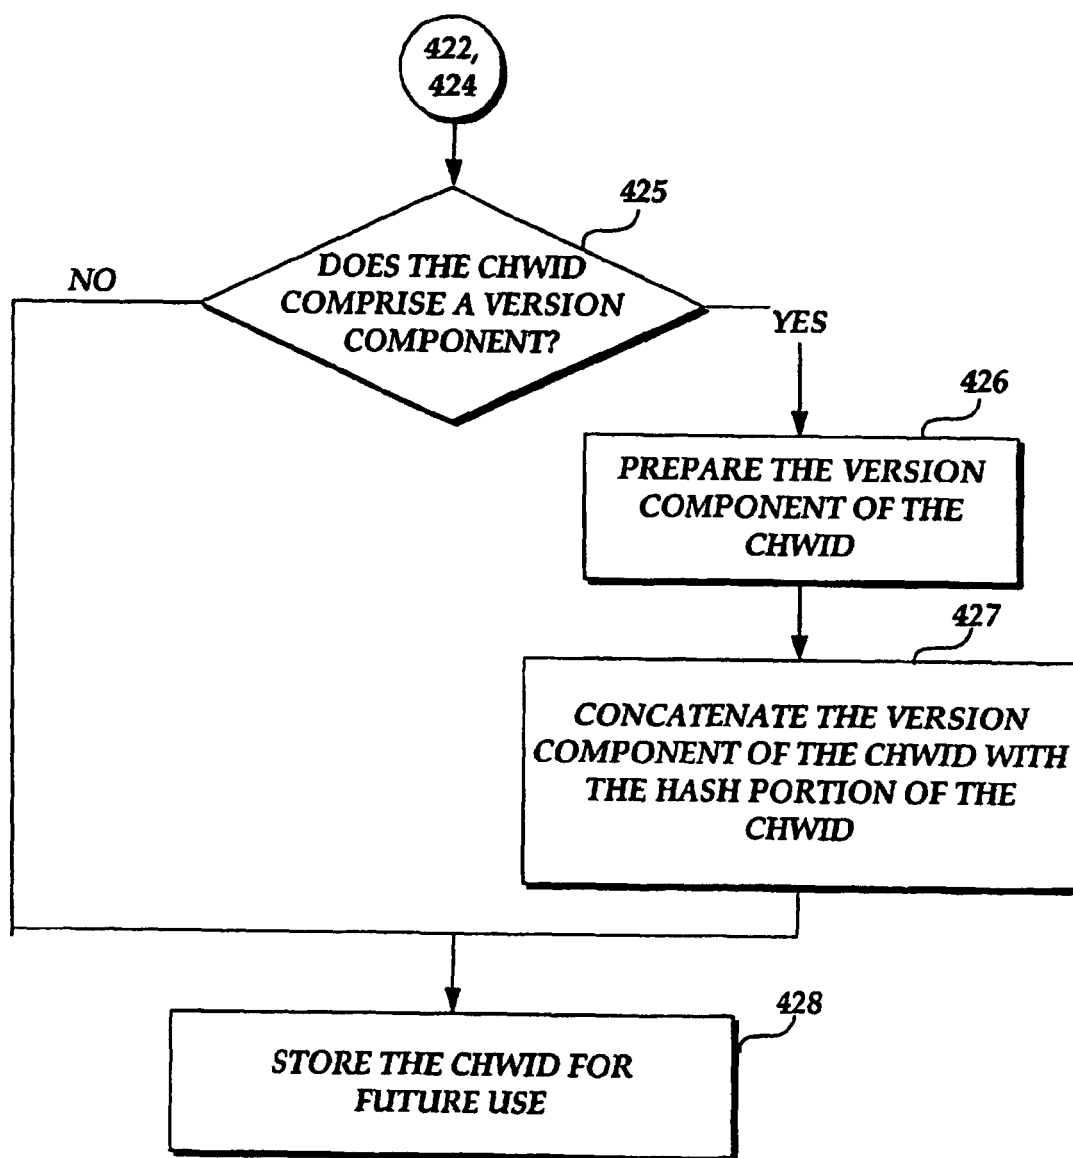 422,
424
425
DOES THE CHWID
COMPRISE A VERSION
COMPONENT?
NO
YES
426
PREPARE THE VERSION
COMPONENT OF THE
CHWID
427
CONCATENATE THE VERSION
COMPONENT OF THE CHWID WITH
THE HASH PORTION OF THE
CHWID
428
STORE THE CHWID FOR
FUTURE USE